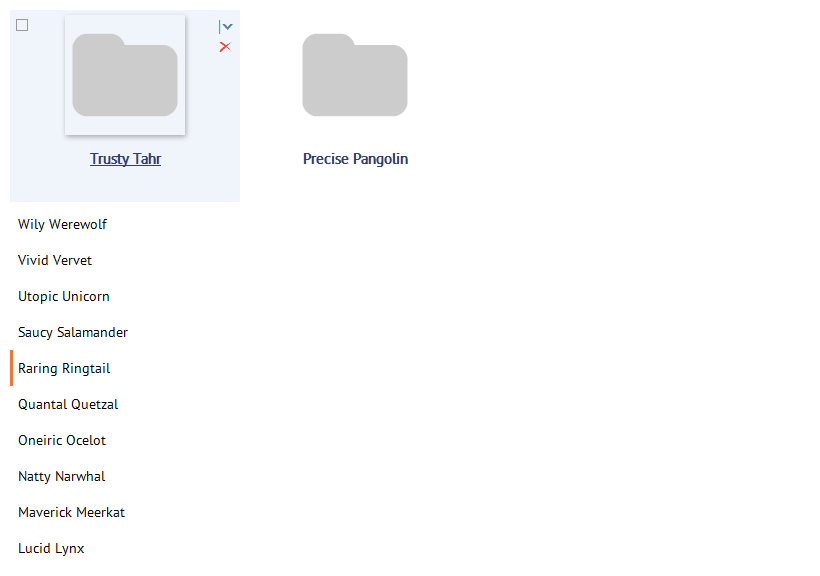 Trusty Tahr
Precise Pangolin
Wily Werewolf
Vivid Vervet
Utopic Unicorn
Saucy Salamander
Raring Ringtail
Quantal Quetzal
Oneiric Ocelot
Natty Narwhal
Maverick Meerkat
Lucid Lynx